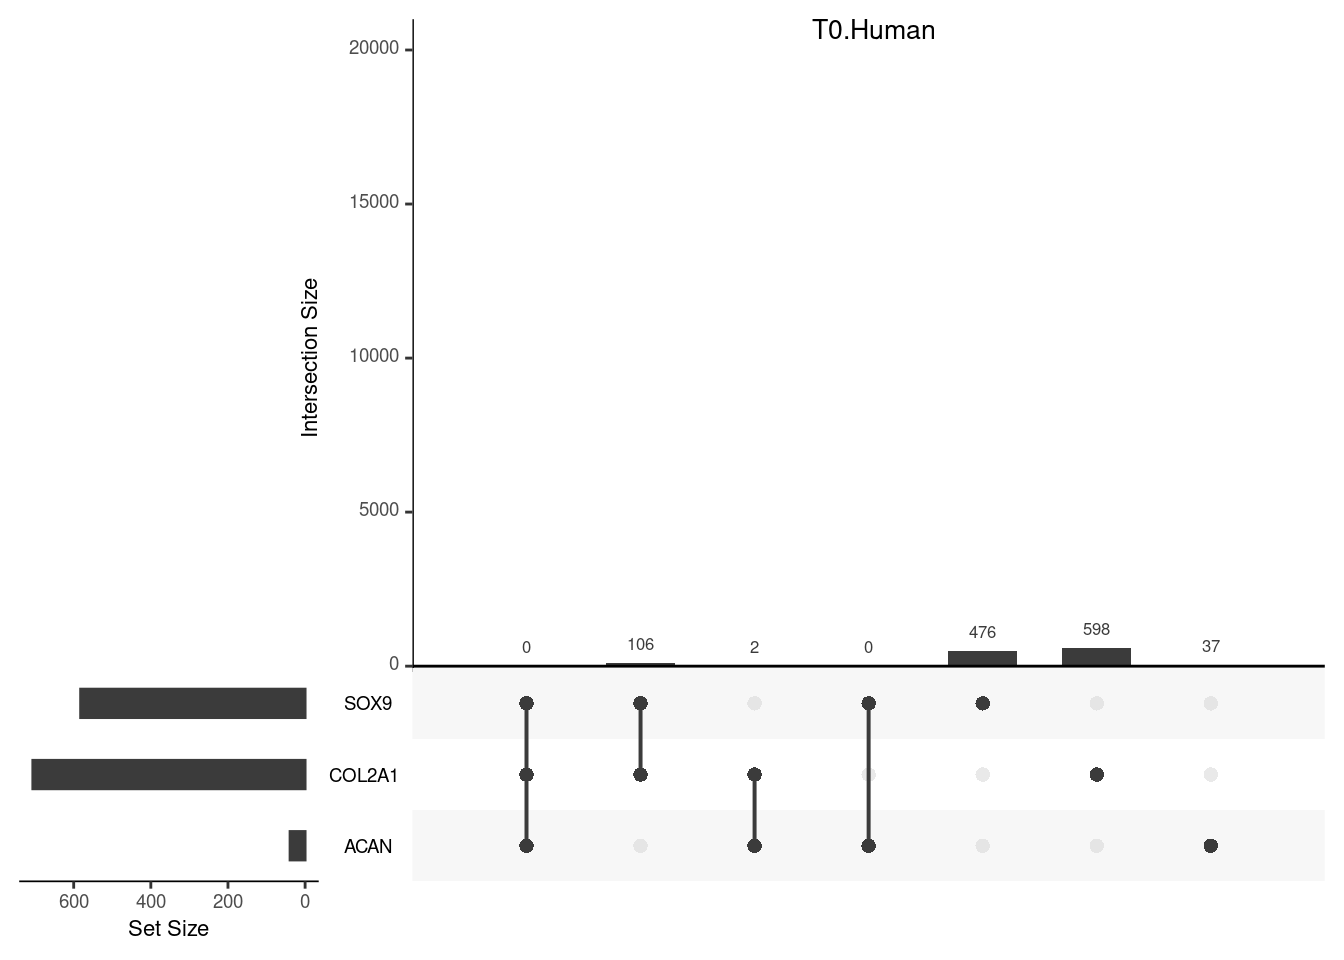 T0.Human
20000
15000
10000
5000
0
Intersection Size
0 106 2 0 476 598 37
SOX9
COL2A1
ACAN
600 400 200 0
Set Size